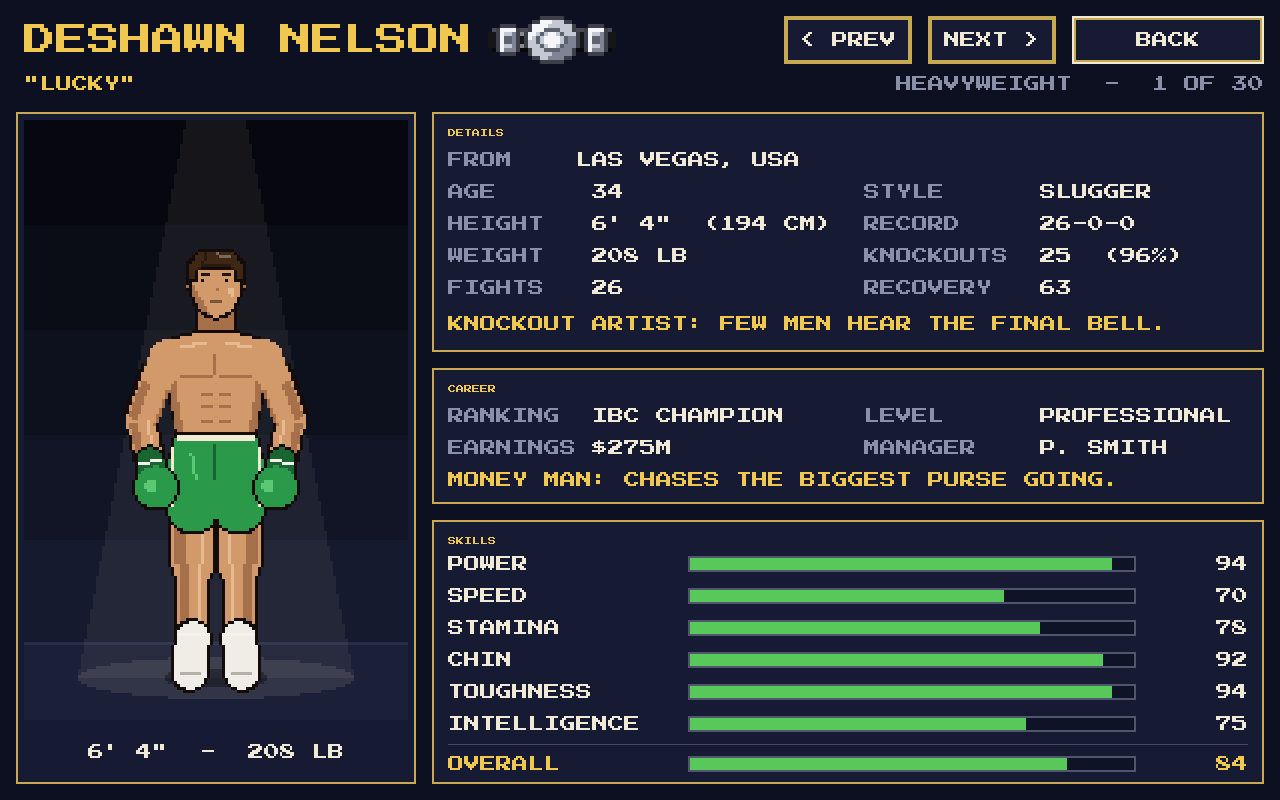 DESHAWN NELSON
< PREV NEXT > BACK
"LUCKY"
HEAVYWEIGHT - 1 OF 30
6' 4" - 208 LB
DETAILS
FROM LAS VEGAS, USA
AGE 34 STYLE SLUGGER
HEIGHT 6' 4" (194 CM) RECORD 26-0-0
WEIGHT 208 LB KNOCKOUTS 25 (96%)
FIGHTS 26 RECOVERY 63
KNOCKOUT ARTIST: FEW MEN HEAR THE FINAL BELL.
CAREER
RANKING IBC CHAMPION LEVEL PROFESSIONAL
EARNINGS $275M MANAGER P. SMITH
MONEY MAN: CHASES THE BIGGEST PURSE GOING.
SKILLS
POWER 94
SPEED 70
STAMINA 78
CHIN 92
TOUGHNESS 94
INTELLIGENCE 75
OVERALL 84